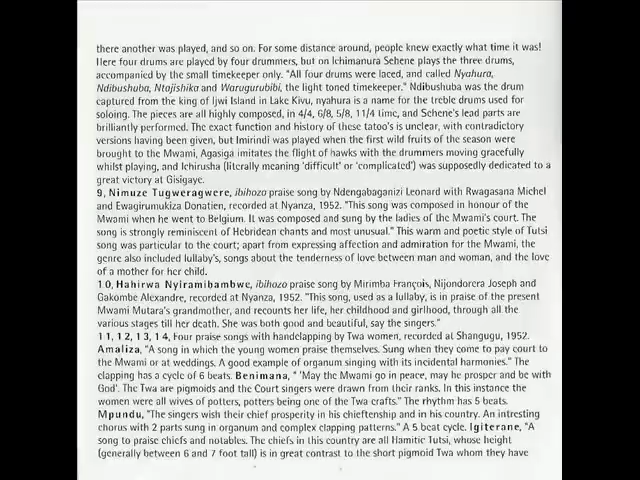 there another was played, and so on. For some distance around, people knew exactly what time it was!
Here four drums are played by four drummers, but on Ichimanura Sehene plays the three drums,
accompanied by the small timekeeper only. "All four drums were laced, and called Nyahura,
Ndibushuba, Ntajishika and Warugurubibi, the light toned timekeeper." Ndibushuba was the drum
captured from the king of Ijwi Island in Lake Kivu, nyahura is a name for the treble drums used for
soloing. The pieces are all highly composed, in 4/4, 6/8, 5/8, 11/4 time, and Sehene's lead parts are
brilliantly performed. The exact function and history of these tatoo's is unclear, with contradictory
versions having been given, but Imirindi was played when the first wild fruits of the season were
brought to the Mwami, Agasiga imitates the flight of hawks with the drummers moving gracefully
whilst playing, and Ichirusha (literally meaning 'difficult' or 'complicated') was supposedly dedicated to a
great victory at Gisigaye.
9, Nimuze Tugweragwere, ibihozo praise song by Ndengabaganizi Leonard with Rwagasana Michel
and Ewagirumukiza Donatien, recorded at Nyanza, 1952. "This song was composed in honour of the
Mwami when he went to Belgium. It was composed and sung by the ladies of the Mwami's court. The
song is strongly reminiscent of Hebridean chants and most unusual." This warm and poetic style of Tutsi
song was particular to the court; apart from expressing affection and admiration for the Mwami, the
genre also included lullaby's, songs about the tenderness of love between man and woman, and the love
of a mother for her child.
10, Hahirwa Nyiramibambwe, ibihozo praise song by Mirimba François, Nijondorera Joseph and
Gakombe Alexandre, recorded at Nyanza, 1952. "This song, used as a lullaby, is in praise of the present
Mwami Mutara's grandmother, and recounts her life, her childhood and girlhood, through all the
various stages till her death. She was both good and beautiful, say the singers."
11, 12, 13, 14, Four praise songs with handclapping by Twa women, recorded at Shangugu, 1952.
Amaliza, "A song in which the young women praise themselves. Sung when they come to pay court to
the Mwami or at weddings. A good example of organum singing with its incidental harmonies." The
clapping has a cycle of 6 beats. Benimana, " 'May the Mwami go in peace, may he prosper and be with
God'. The Twa are pigmoids and the Court singers were drawn from their ranks. In this instance the
women were all wives of potters, potters being one of the Twa crafts." The rhythm has 5 beats.
Mpundu, "The singers wish their chief prosperity in his chieftenship and in his country. An intresting
chorus with 2 parts sung in organum and complex clapping patterns." A 5 beat cycle. Igiterane, "A
song to praise chiefs and notables. The chiefs in this country are all Hamitic Tutsi, whose height
(generally between 6 and 7 foot tall) is in great contrast to the short pigmoid Twa whom they have